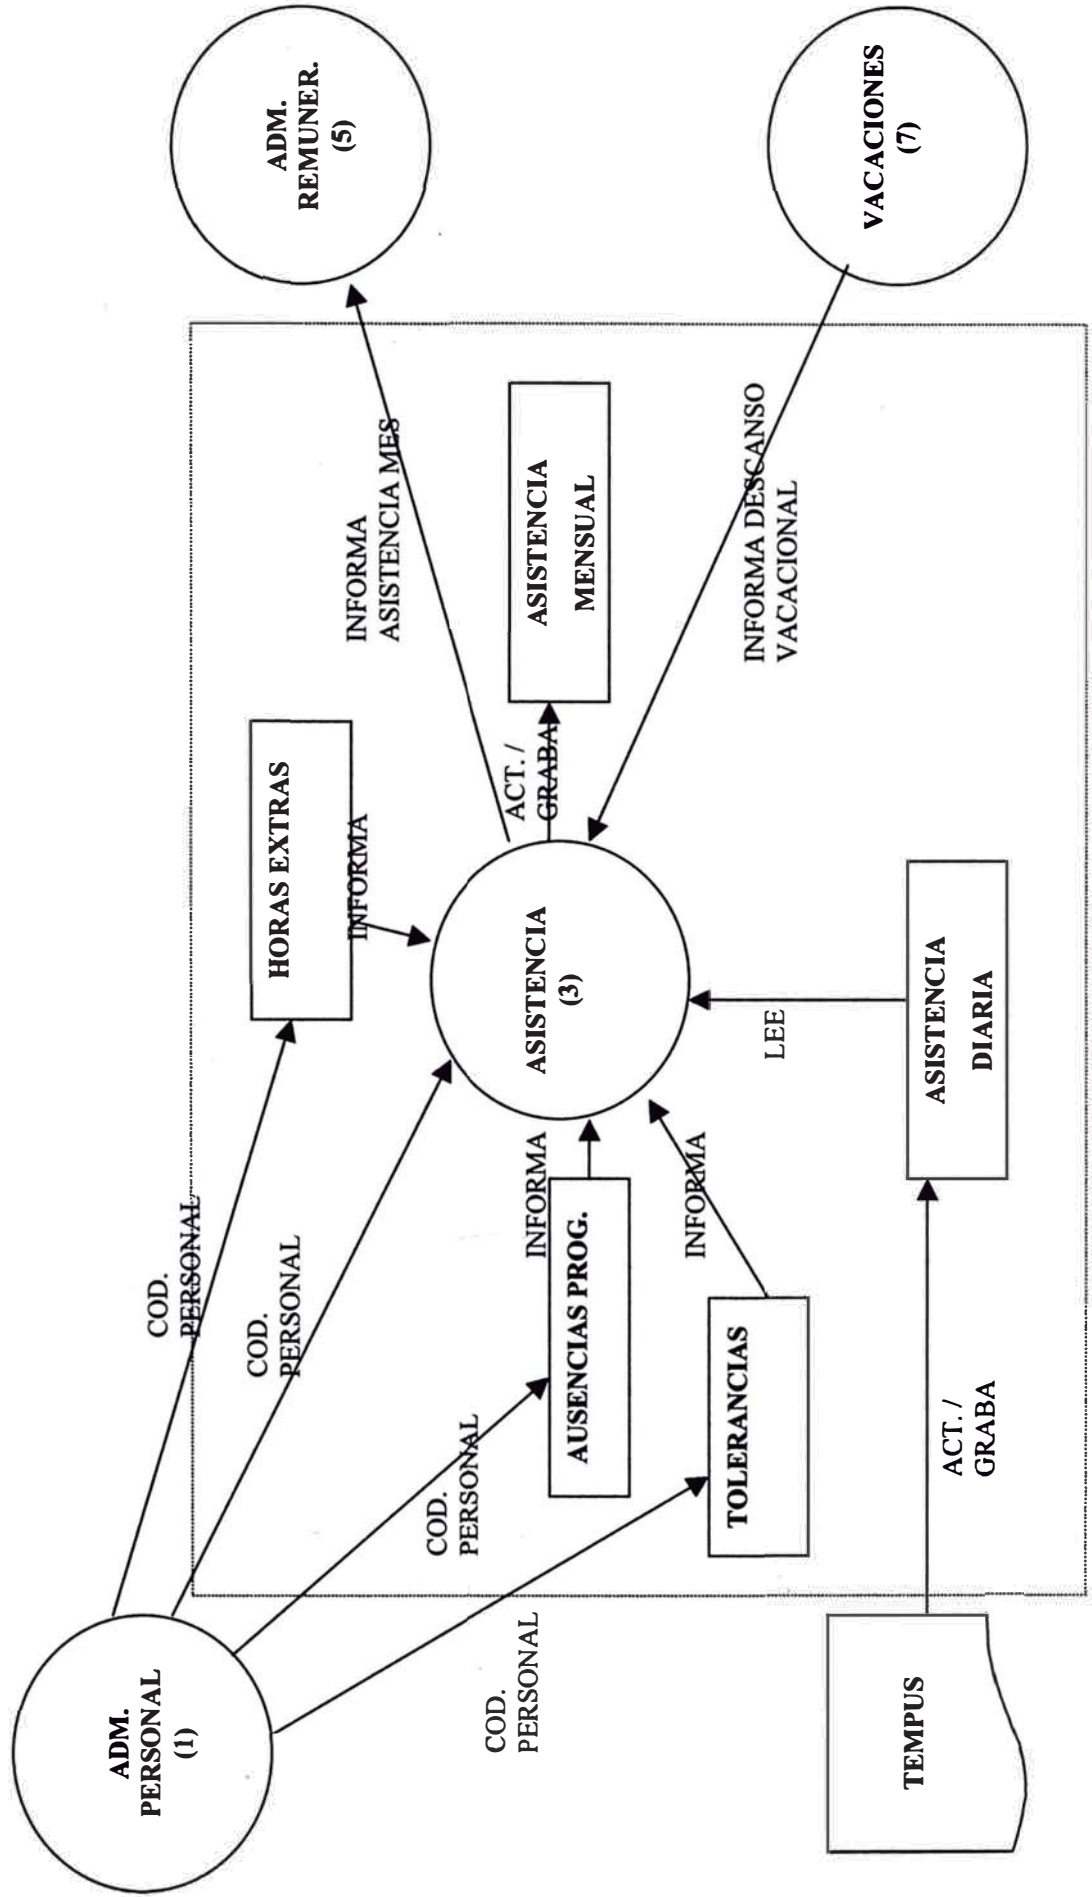 ADM.
PERSONAL
(1)
COD.
PERSONAL
COD.
PERSONAL
COD.
PERSONAL
COD.
PERSONAL
HORAS EXTRAS
INFORMA
AUSENCIAS PROG.
INFORMA
TOLERANCIAS
INFORMA
ASISTENCIA
(3)
ACT. /
GRABA
ASISTENCIA
MENSUAL
INFORMA
ASISTENCIA MES
ADM.
REMUNER.
(5)
INFORMA DESCANSO
VACACIONAL
VACACIONES
(7)
LEE
ASISTENCIA
DIARIA
ACT. /
GRABA
TEMPUS